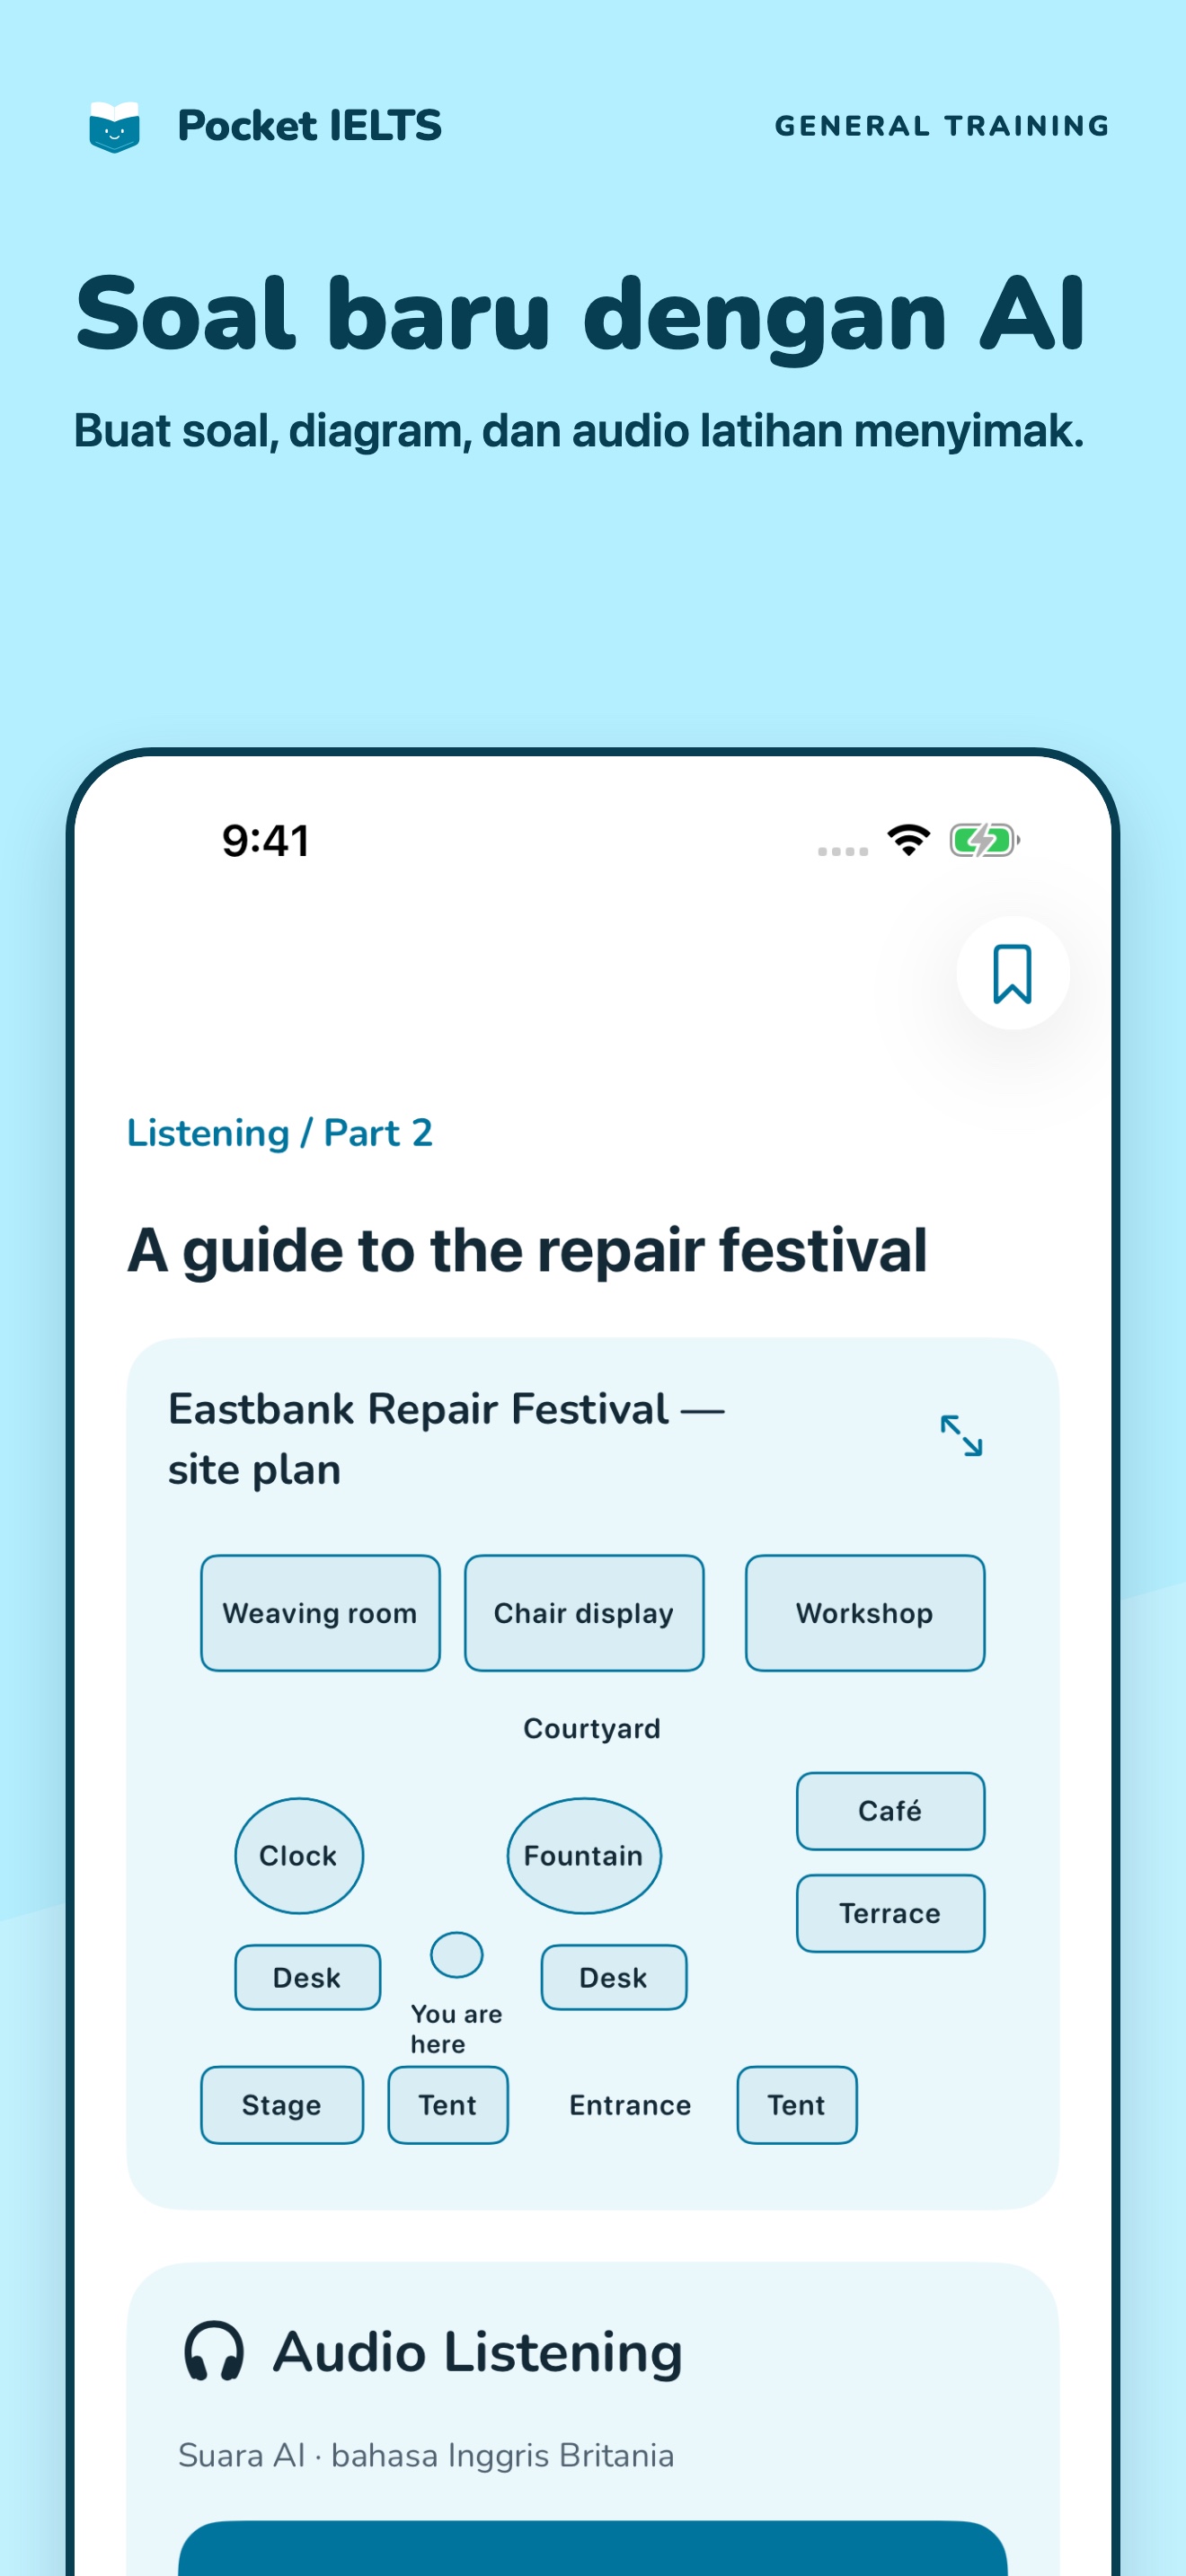 Pocket IELTS
GENERAL TRAINING
Soal baru dengan AI
Buat soal, diagram, dan audio latihan menyimak.
9:41
Listening / Part 2
A guide to the repair festival
Eastbank Repair Festival —
site plan
Weaving room
Chair display
Workshop
Courtyard
Café
Clock
Fountain
Terrace
Desk
Desk
You are
here
Stage
Tent
Entrance
Tent
Audio Listening
Suara AI · bahasa Inggris Britania